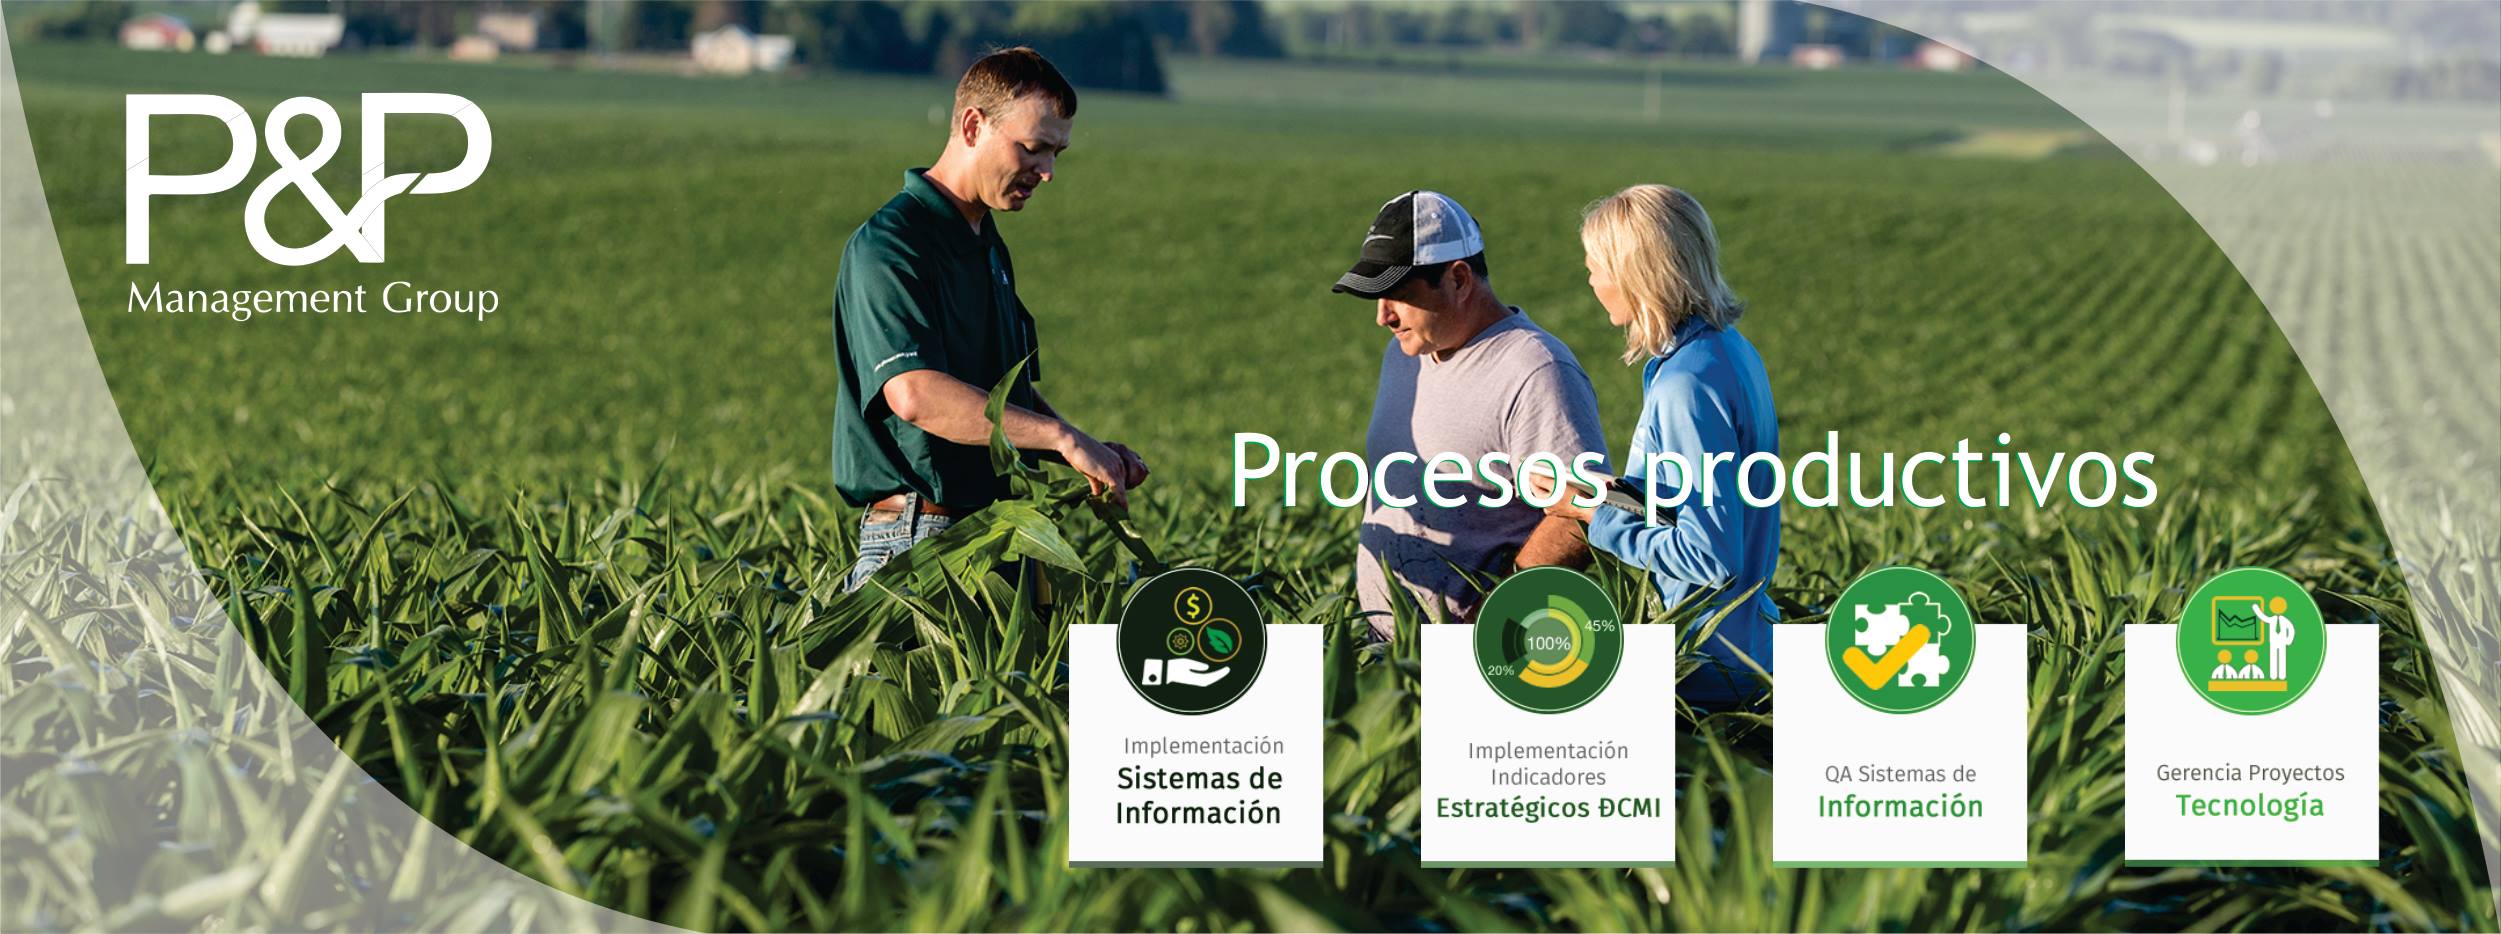 P&P
Management Group
Procesos productivos
Implementación
Sistemas de
Información
100%
45%
20%
Implementación
Indicadores
Estratégicos ĐCMI
QA Sistemas de
Información
Gerencia Proyectos
Tecnología